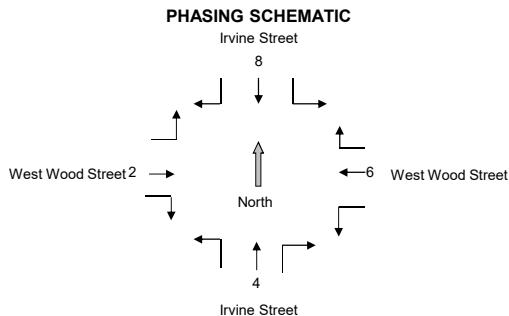 PHASING SCHEMATIC
Irvine Street
8
West Wood Street 2
6 West Wood Street
North
4
Irvine Street